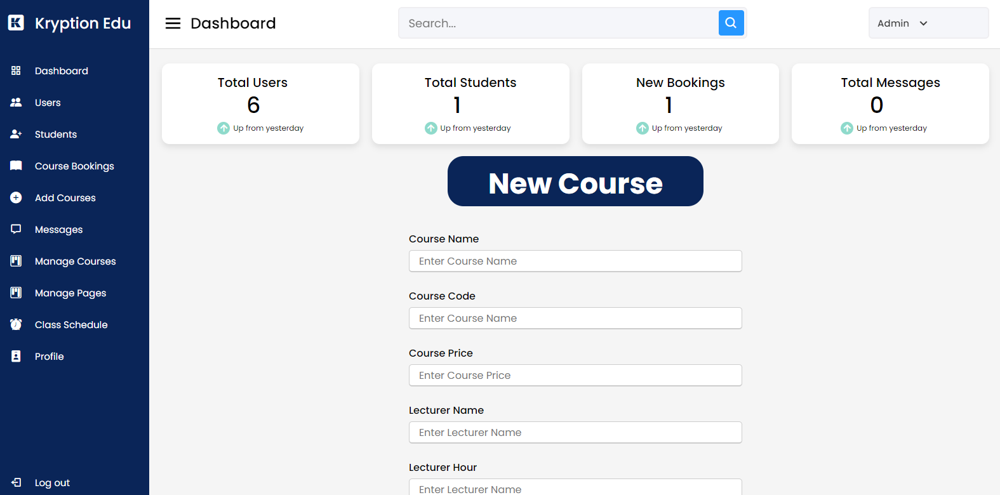 Kryption Edu
Dashboard
Users
Students
Course Bookings
Add Courses
Messages
Manage Courses
Manage Pages
Class Schedule
Profile
Log out
Dashboard
Search...
Admin
Total Users
6
Up from yesterday
Total Students
1
Up from yesterday
New Bookings
1
Up from yesterday
Total Messages
0
Up from yesterday
New Course
Course Name
Enter Course Name
Course Code
Enter Course Name
Course Price
Enter Course Price
Lecturer Name
Enter Lecturer Name
Lecturer Hour
Enter Lecturer Name